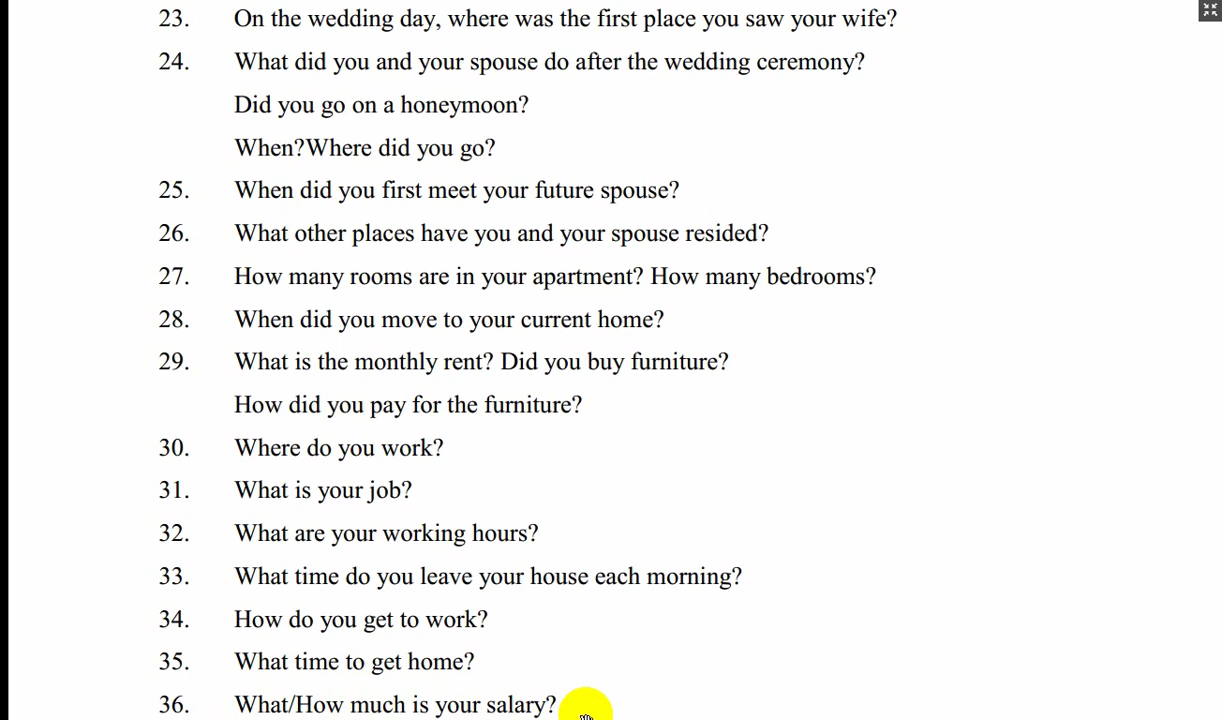 23. On the wedding day, where was the first place you saw your wife?
24. What did you and your spouse do after the wedding ceremony?
Did you go on a honeymoon?
When?Where did you go?
25. When did you first meet your future spouse?
26. What other places have you and your spouse resided?
27. How many rooms are in your apartment? How many bedrooms?
28. When did you move to your current home?
29. What is the monthly rent? Did you buy furniture?
How did you pay for the furniture?
30. Where do you work?
31. What is your job?
32. What are your working hours?
33. What time do you leave your house each morning?
34. How do you get to work?
35. What time to get home?
36. What/How much is your salary?